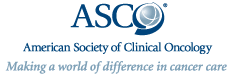 ASCO®
American Society of Clinical Oncology
Making a world of difference in cancer care